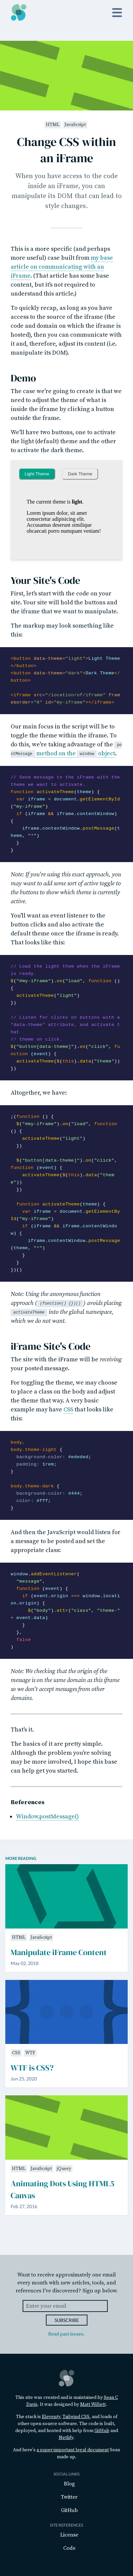 HTML JavaScript
Change CSS within
an iFrame
When you have access to the code
inside an iFrame, you can
manipulate its DOM that can lead to
style changes.
This is a more specific (and perhaps
more useful) case built from my base
article on communicating with an
iFrame. (That article has some base
context, but it's not required to
understand this article.)
To quickly recap, as long as you have
access to the source of the iframe (the
code and domain on which the iframe is
hosted), then you can communicate with
it and, therefore, adjust its content (i.e.
manipulate its DOM).
Demo
The case we're going to create is that we
need to adjust the theme of what is
inside the iframe by clicking a button
outside the frame.
We'll have two buttons, one to activate
the light (default) theme and the other
to activate the dark theme.
Light Theme Dark Theme
The current theme is light.
Lorem ipsum dolor, sit amet
consectetur adipisicing elit.
Accusantium deserunt similique
obcaecati porro numquam veniam!
Your Site's Code
First, let's start with the code on your
site. Your site will hold the buttons and
the iframe that we want to manipulate.
The markup may look something like
this:
<button data-theme="light">Light Theme
</button>
<button data-theme="dark">Dark Theme</
button>
<iframe src="/location/of/iframe" fram
eborder="0" id="my-iframe"></iframe>
Our main focus in the script will be to
toggle the theme within the iframe. To
do this, we're taking advantage of the po
stMessage method on the window object.
// Send a message to the iFrame with the
theme we want to activate.
function activateTheme(theme) {
var iframe = document.getElementById
("my-iframe")
if (iframe && iframe.contentWindow)
{
iframe.contentWindow.postMessage(t
heme, "*")
}
}
Note: If you're using this exact approach, you
may want to add some sort of active toggle to
the button to show which theme is currently
active.
You'll want an event listener on the
button clicks and also activate the
default theme once the iframe is ready.
That looks like this:
// Load the light them when the iframe
is ready.
$("#my-iframe").on("load", function ()
{
activateTheme("light")
})
// Listen for clicks on buttons with a
"data-theme" attribute, and activate t
hat
// theme on click.
$("button[data-theme]").on("click", fu
nction (event) {
activateTheme($(this).data("theme"))
})
Altogether, we have:
;(function () {
$("#my-iframe").on("load", function
() {
activateTheme("light")
})
$("button[data-theme]").on("click",
function (event) {
activateTheme($(this).data("them
e"))
})
function activateTheme(theme) {
var iframe = document.getElementBy
Id("my-iframe")
if (iframe && iframe.contentWindo
w) {
iframe.contentWindow.postMessage
(theme, "*")
}
}
})()
Note: Using the anonymous function
approach ( (function() {})() ) avoids placing
activateTheme into the global namespace,
which we do not want.
iFrame Site's Code
The site with the iFrame will be receiving
your posted message.
For toggling the theme, we may choose
to place a class on the body and adjust
the theme that way. A very basic
example may have CSS that looks like
this:
body,
body.theme-light {
background-color: #ededed;
padding: 1rem;
}
body.theme-dark {
background-color: #444;
color: #fff;
}
And then the JavaScript would listen for
a message to be posted and set the
appropriate class:
window.addEventListener(
"message",
function (event) {
if (event.origin === window.locati
on.origin) {
$("body").attr("class", "theme-"
+ event.data)
}
},
false
)
Note: We're checking that the origin of the
message is on the same domain as this iframe
so we don't accept messages from other
domains.
That's it.
The basics of it are pretty simple.
Although the problem you're solving
may be more involved, I hope this base
can help get you started.
References
Window.postMessage()
MORE READING
HTML JavaScript
Manipulate iFrame Content
May 02, 2018
CSS WTF
WTF is CSS?
Jun 25, 2020
HTML JavaScript jQuery
Animating Dots Using HTML5
Canvas
Feb 27, 2016
Want to receive approximately one email
every month with new articles, tools, and
life experience I've discovered? Sign up below.
Enter your email
SUBSCRIBE
Read past issues.
This site was created and is maintained by Sean C
Davis. It was designed by Matt Willett.
The stack is Eleventy, Tailwind CSS, and loads of
other open-source software. The code is built,
deployed, and hosted with help from GitHub and
Netlify.
And here's a super important legal document Sean
made up.
SOCIAL LINKS
Blog
Twitter
GitHub
SITE REFERENCES
License
Code